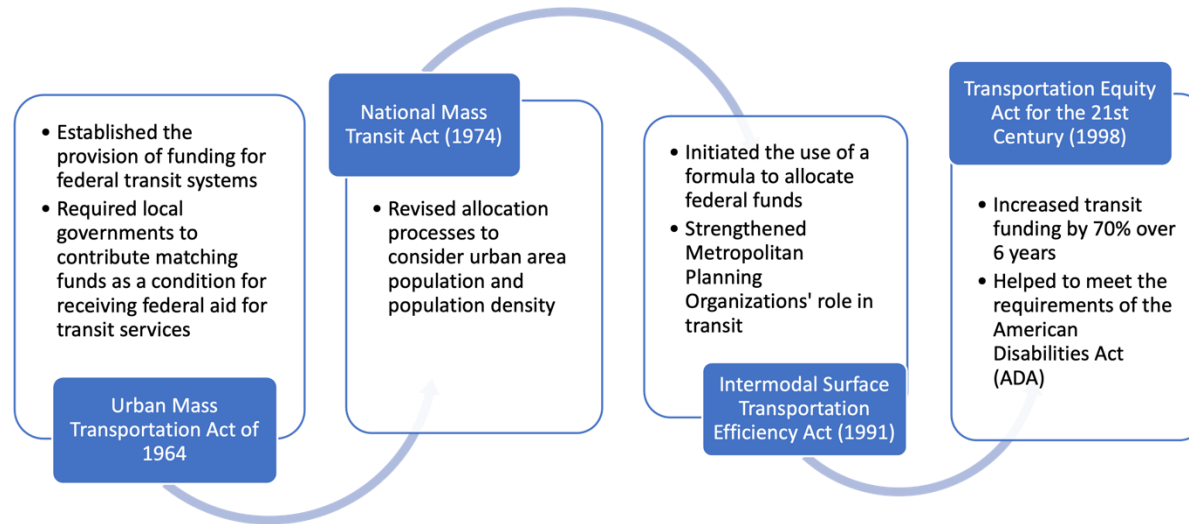 • Established the
provision of funding for
federal transit systems
• Required local
governments to
contribute matching
funds as a condition for
receiving federal aid for
transit services
Urban Mass
Transportation Act of
1964
National Mass
Transit Act (1974)
• Revised allocation
processes to
consider urban area
population and
population density
• Initiated the use of a
formula to allocate
federal funds
• Strengthened
Metropolitan
Planning
Organizations' role in
transit
Intermodal Surface
Transportation
Efficiency Act (1991)
Transportation Equity
Act for the 21st
Century (1998)
• Increased transit
funding by 70% over
6 years
• Helped to meet the
requirements of the
American
Disabilities Act
(ADA)